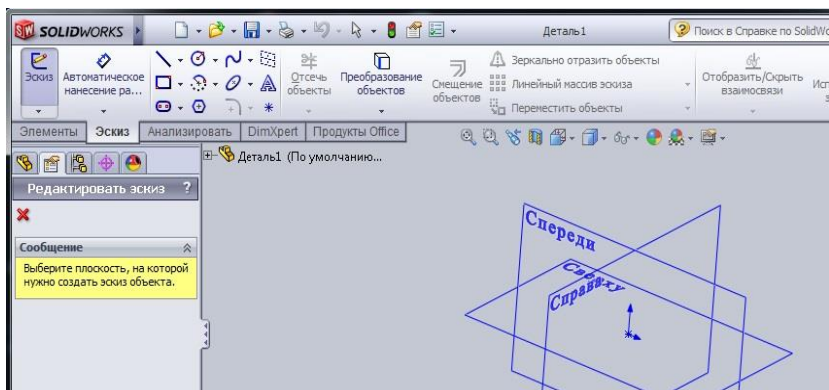 SOLIDWORKS
Деталь1
Поиск в Справке по SolidWo
Эскиз
Автоматическое нанесение ра...
Отсечь объекты
Преобразование объектов
Смещение объектов
Зеркально отразить объекты
Линейный массив эскиза
Переместить объекты
Отобразить/Скрыть взаимосвязи
Исп
Элементы
Эскиз
Анализировать
DimXpert
Продукты Office
Деталь1 (По умолчанию...
Редактировать эскиз ?
Сообщение
Выберите плоскость, на которой
нужно создать эскиз объекта.
Спереди
Сверху
Справа